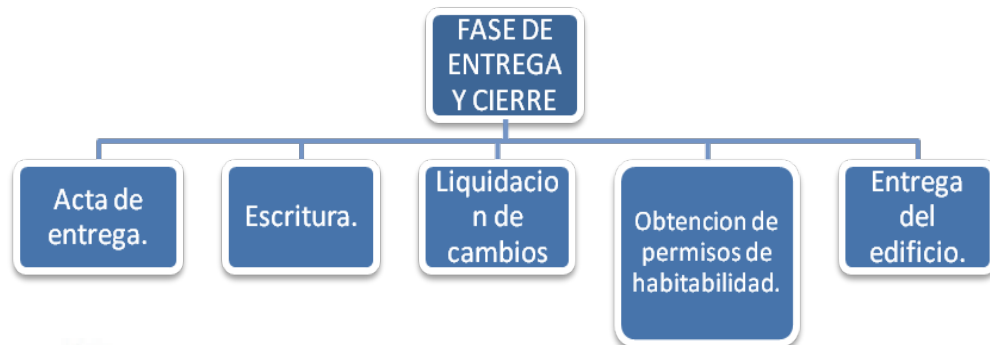 FASE DE
ENTREGA
Y CIERRE
Acta de
entrega.
Escritura.
Liquidacio
n de
cambios
Obtencion de
permisos de
habitabilidad.
Entrega
del
edificio.